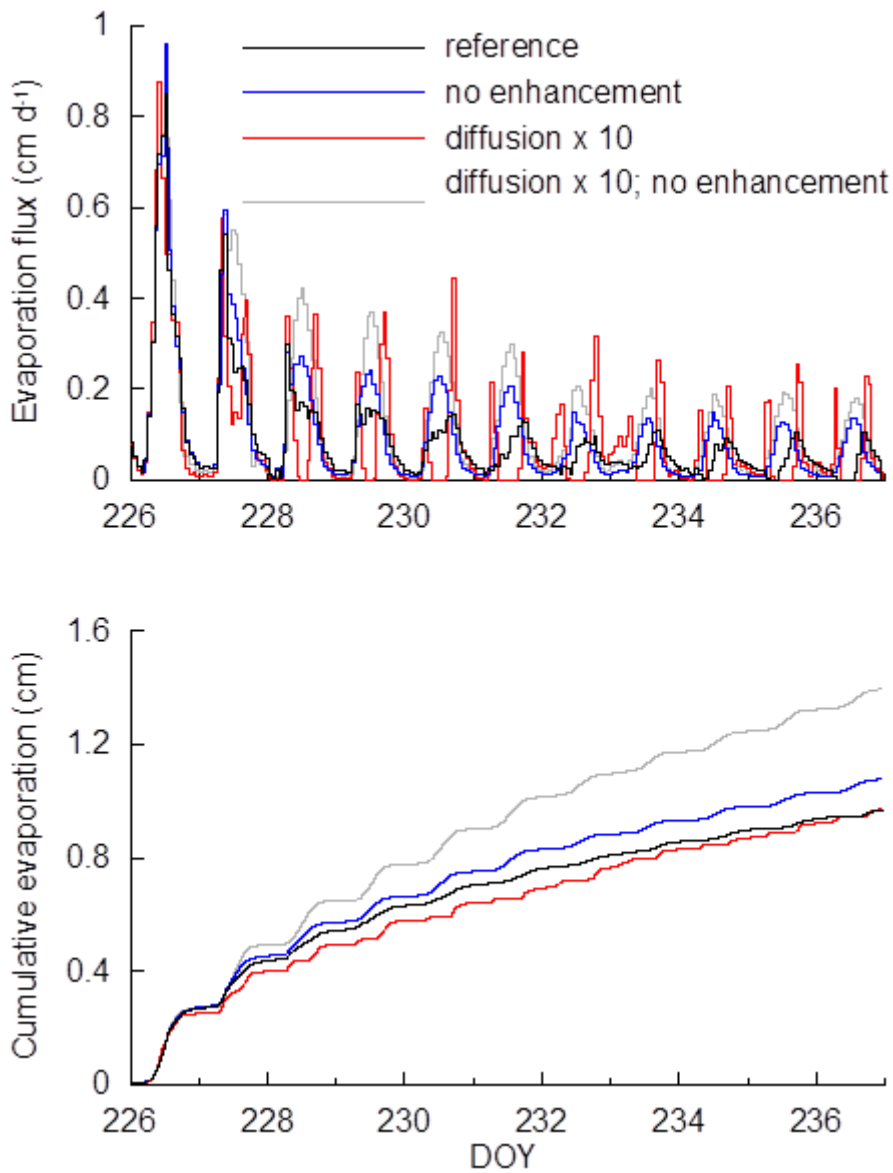 1
0.8
0.6
0.4
0.2
0
Evaporation flux (cm d-1)
reference
no enhancement
diffusion x 10
diffusion x 10; no enhancement
226 228 230 232 234 236
1.6
1.2
0.8
0.4
0
Cumulative evaporation (cm)
226 228 230 232 234 236
DOY